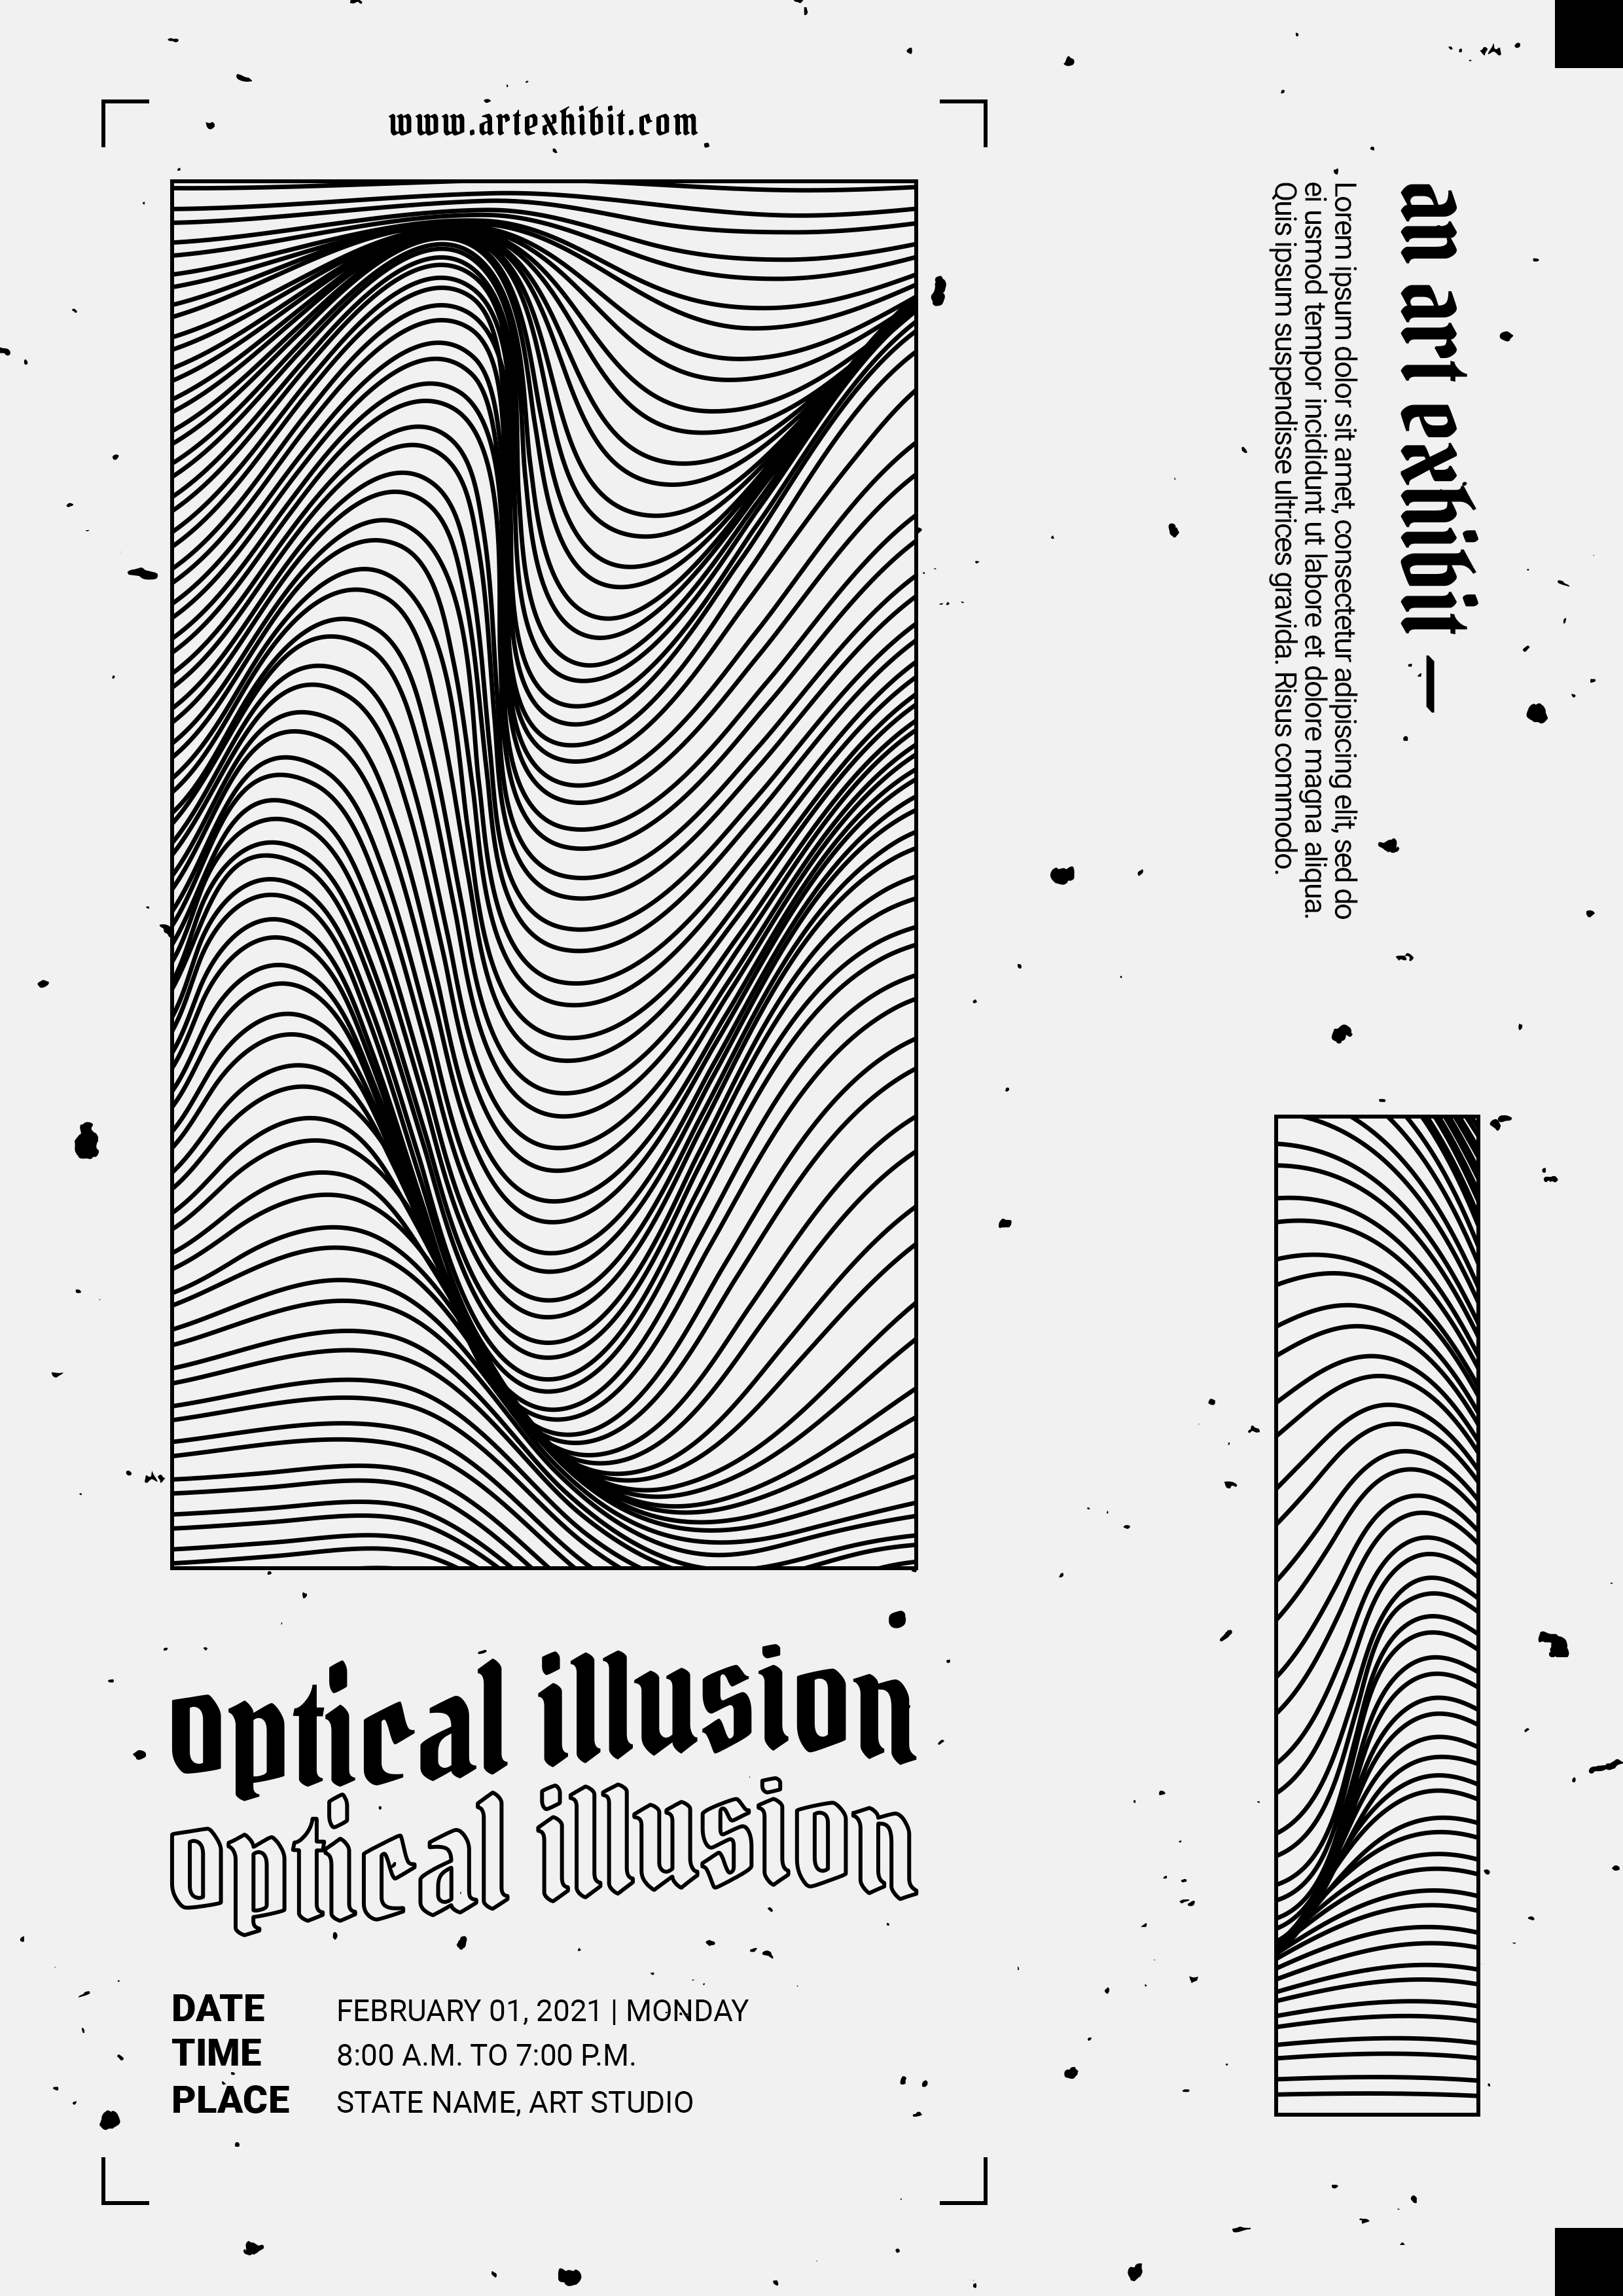 www.artexhibit.com
an art exhibit —
Lorem ipsum dolor sit amet, consectetur adipiscing elit, sed do
ei usmod tempor incididunt ut labore et dolore magna aliqua.
Quis ipsum suspendisse ultrices gravida. Risus commodo.
optical illusion
optical illusion
DATE FEBRUARY 01, 2021 | MONDAY
TIME 8:00 A.M. TO 7:00 P.M.
PLACE STATE NAME, ART STUDIO